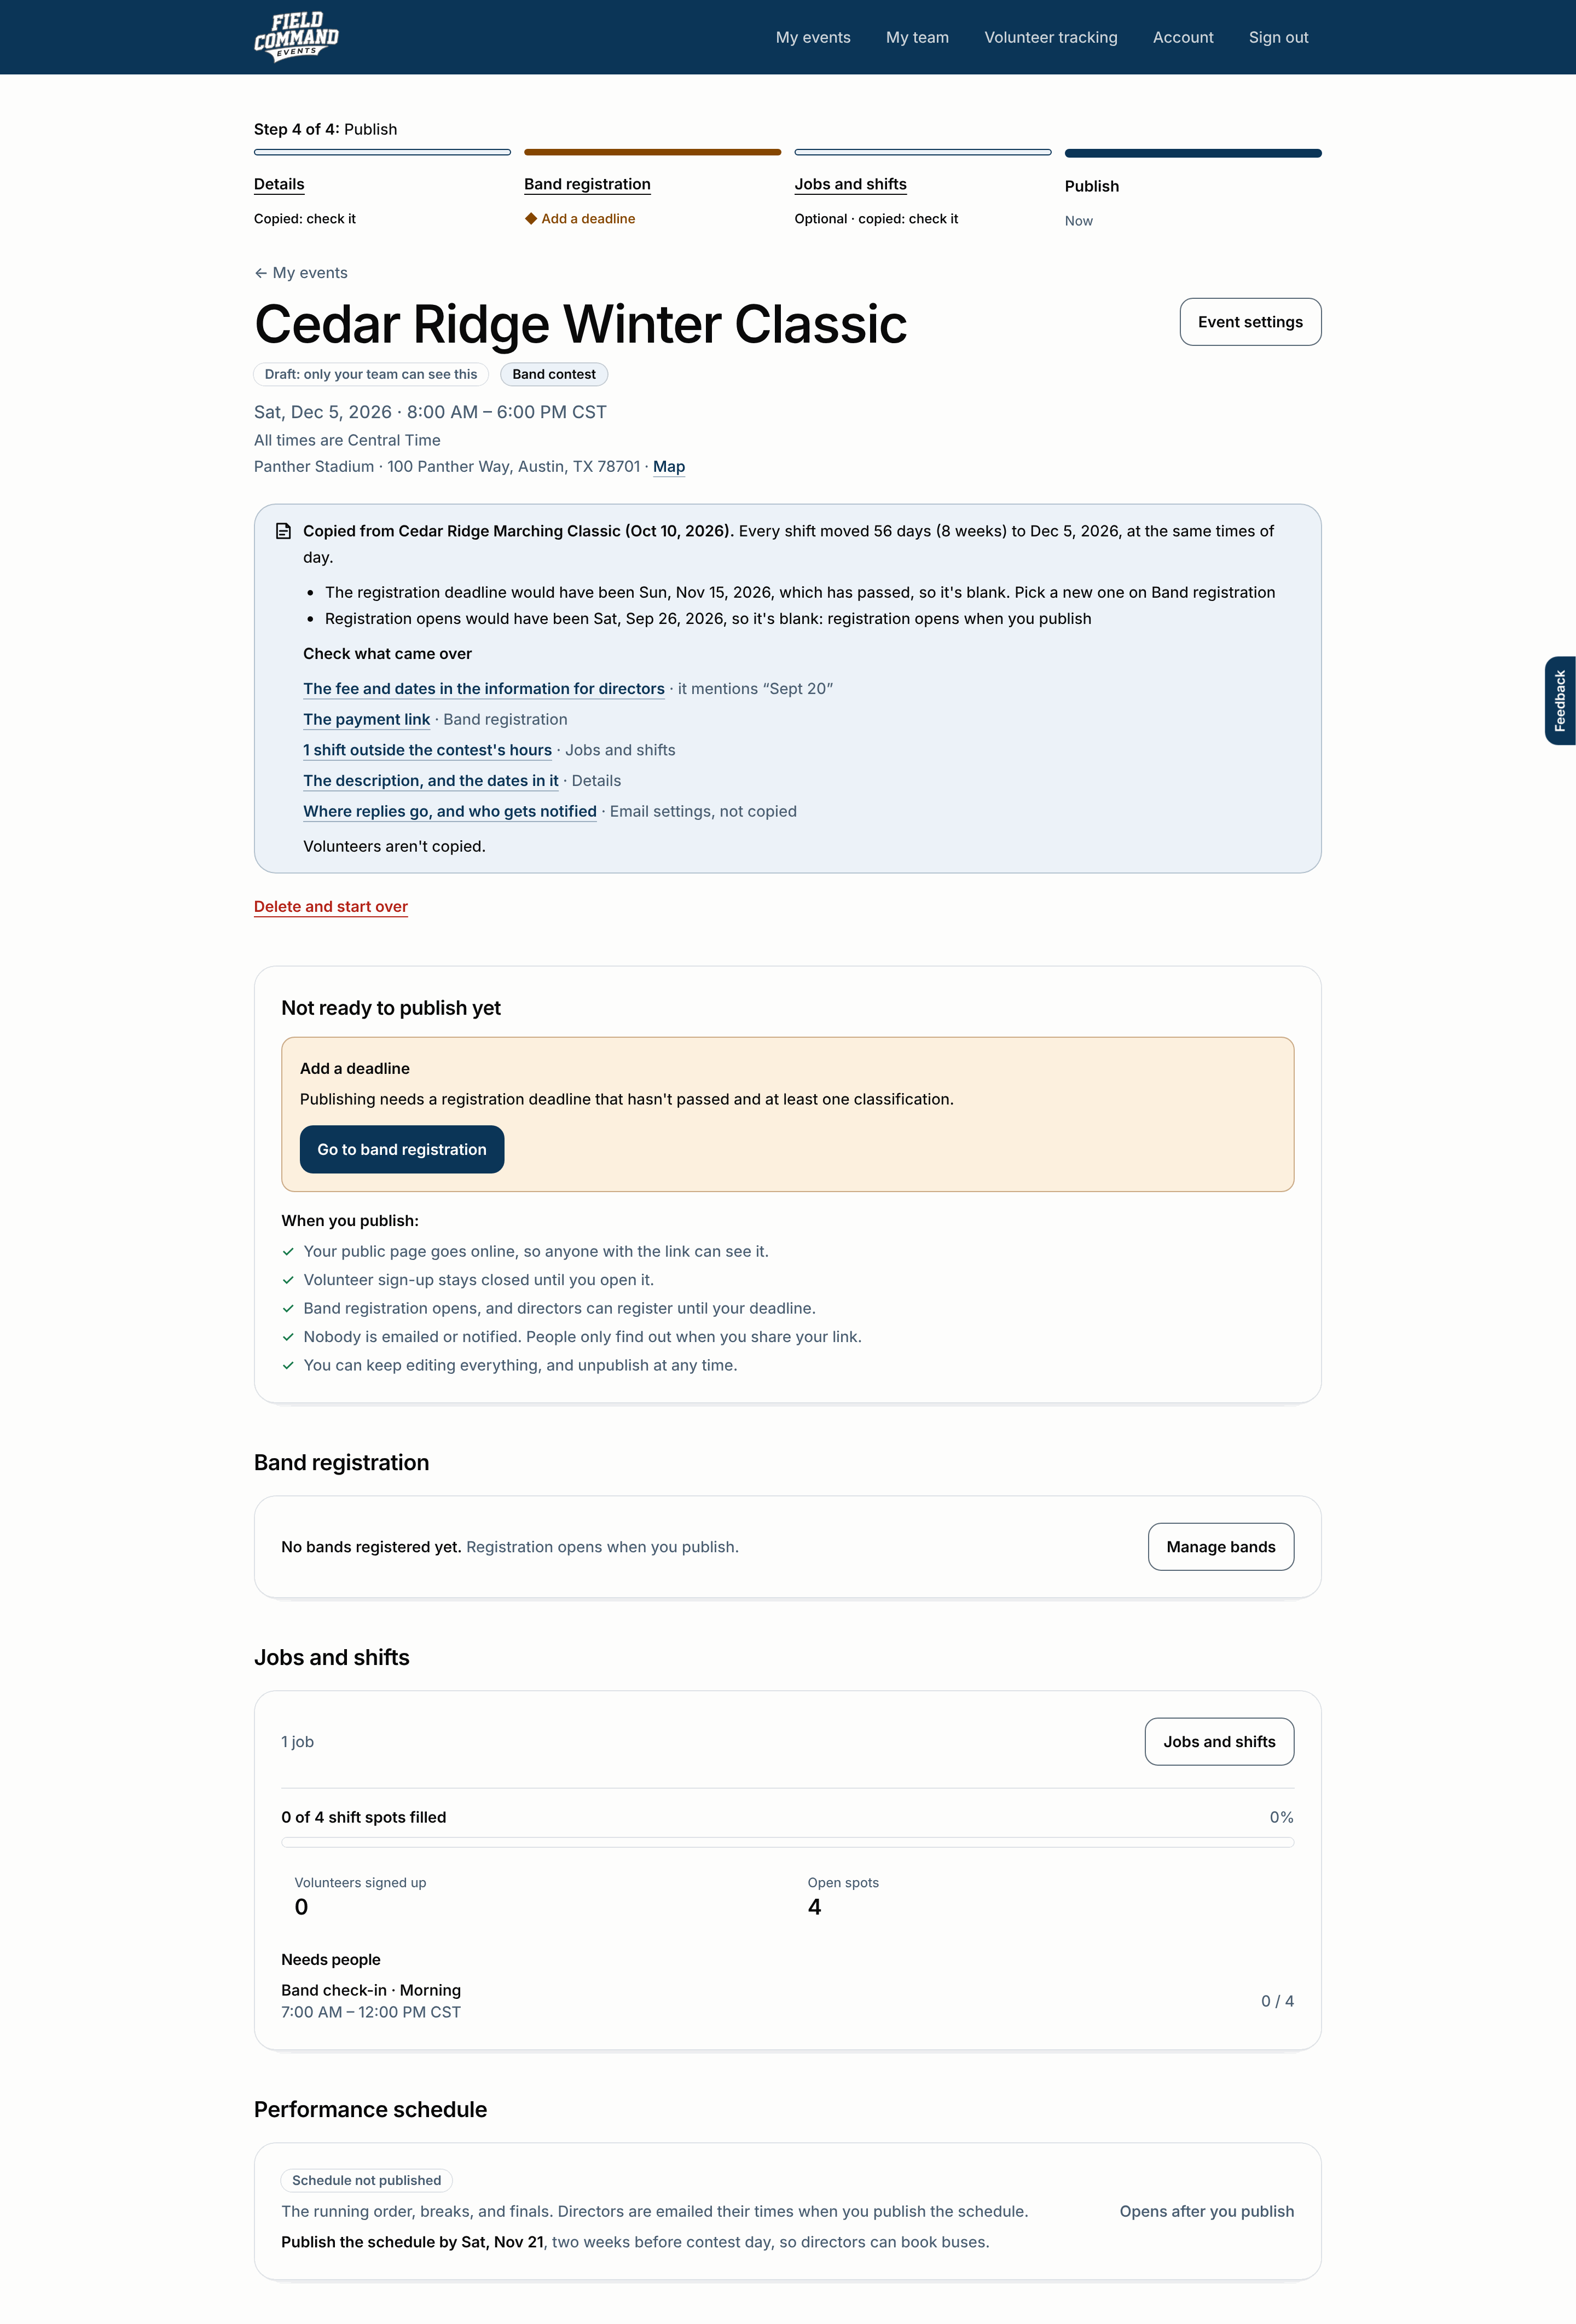 FIELD
COMMAND
EVENTS
My events
My team
Volunteer tracking
Account
Sign out
Step 4 of 4: Publish
Details
Copied: check it
Band registration
◆ Add a deadline
Jobs and shifts
Optional · copied: check it
Publish
Now
← My events
Cedar Ridge Winter Classic
Event settings
Draft: only your team can see this
Band contest
Sat, Dec 5, 2026 · 8:00 AM – 6:00 PM CST
All times are Central Time
Panther Stadium · 100 Panther Way, Austin, TX 78701 · Map
Copied from Cedar Ridge Marching Classic (Oct 10, 2026). Every shift moved 56 days (8 weeks) to Dec 5, 2026, at the same times of
day.
• The registration deadline would have been Sun, Nov 15, 2026, which has passed, so it's blank. Pick a new one on Band registration
• Registration opens would have been Sat, Sep 26, 2026, so it's blank: registration opens when you publish
Check what came over
The fee and dates in the information for directors · it mentions “Sept 20”
The payment link · Band registration
1 shift outside the contest's hours · Jobs and shifts
The description, and the dates in it · Details
Where replies go, and who gets notified · Email settings, not copied
Volunteers aren't copied.
Feedback
Delete and start over
Not ready to publish yet
Add a deadline
Publishing needs a registration deadline that hasn't passed and at least one classification.
Go to band registration
When you publish:
✓ Your public page goes online, so anyone with the link can see it.
✓ Volunteer sign-up stays closed until you open it.
✓ Band registration opens, and directors can register until your deadline.
✓ Nobody is emailed or notified. People only find out when you share your link.
✓ You can keep editing everything, and unpublish at any time.
Band registration
No bands registered yet. Registration opens when you publish.
Manage bands
Jobs and shifts
1 job
Jobs and shifts
0 of 4 shift spots filled
0%
Volunteers signed up
0
Open spots
4
Needs people
Band check-in · Morning
7:00 AM – 12:00 PM CST
0 / 4
Performance schedule
Schedule not published
The running order, breaks, and finals. Directors are emailed their times when you publish the schedule.
Opens after you publish
Publish the schedule by Sat, Nov 21, two weeks before contest day, so directors can book buses.